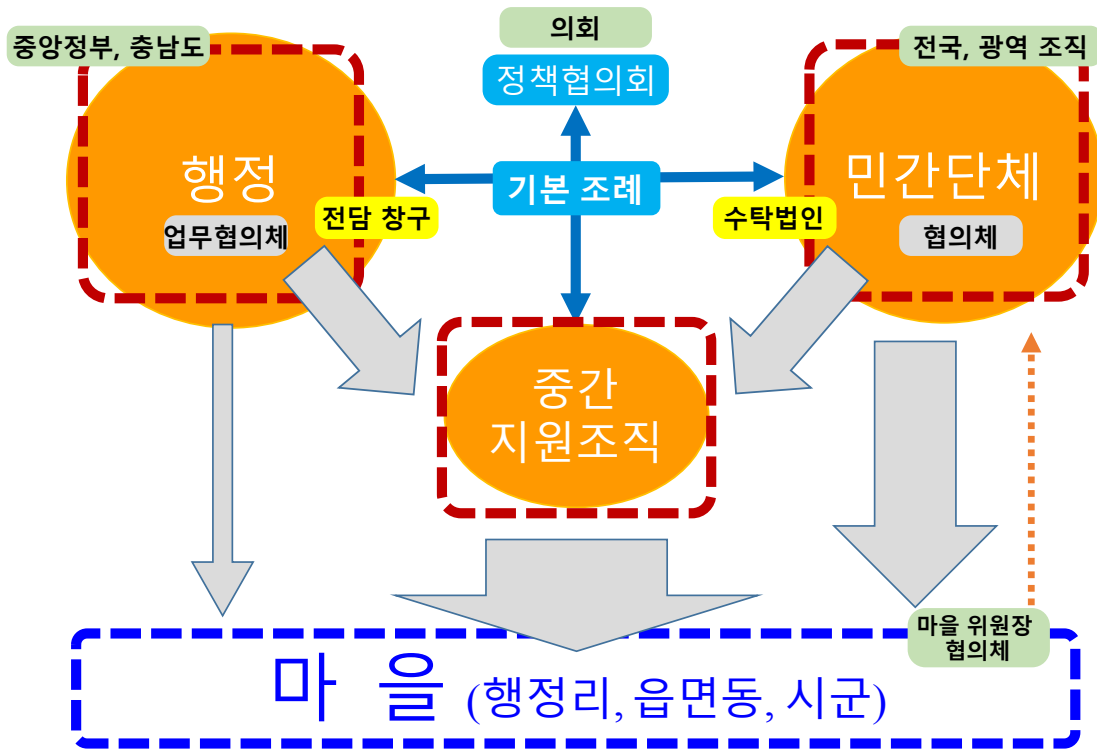 의회
중앙정부, 충남도
전국, 광역 조직
정책협의회
행정
기본 조례
민간단체
전담 창구
수탁법인
업무협의체
협의체
중간
지원조직
마을 위원장
협의체
마 을 (행정리, 읍면동, 시군)